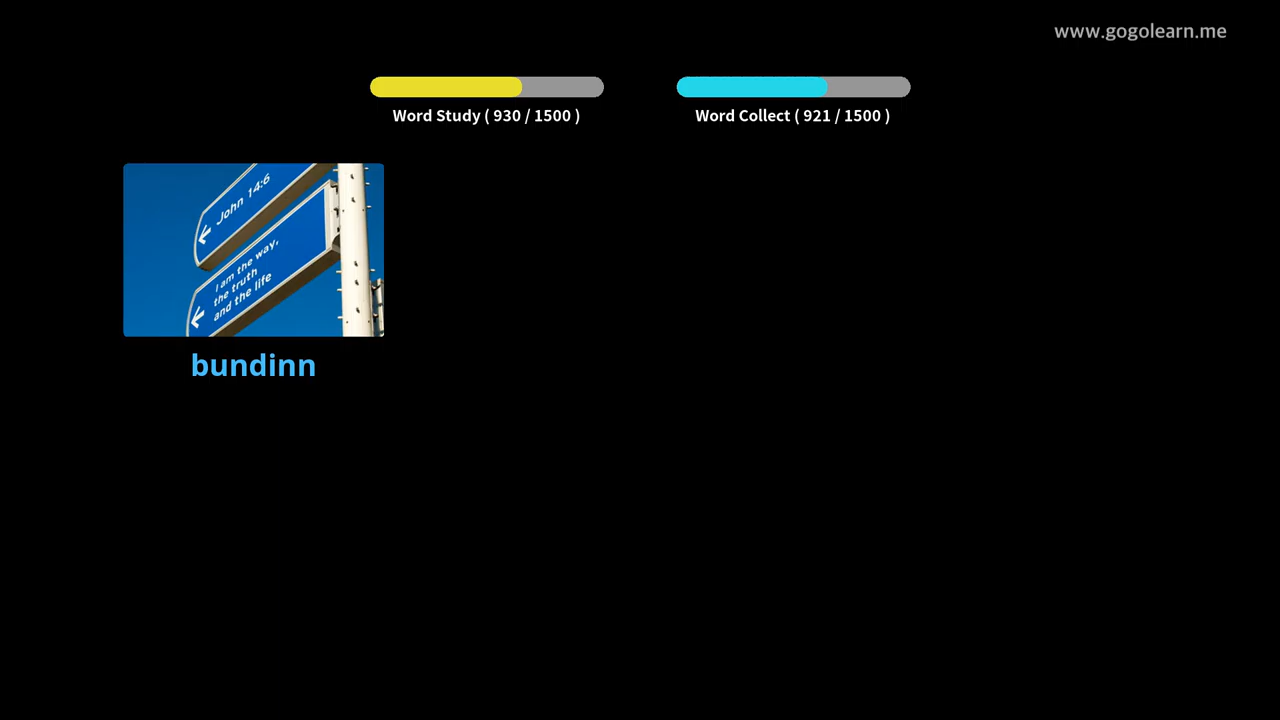 www.gogolearn.me
Word Study ( 930 / 1500 )
Word Collect ( 921 / 1500 )
John 14:6
I am the way,
the truth
and the life
bundinn